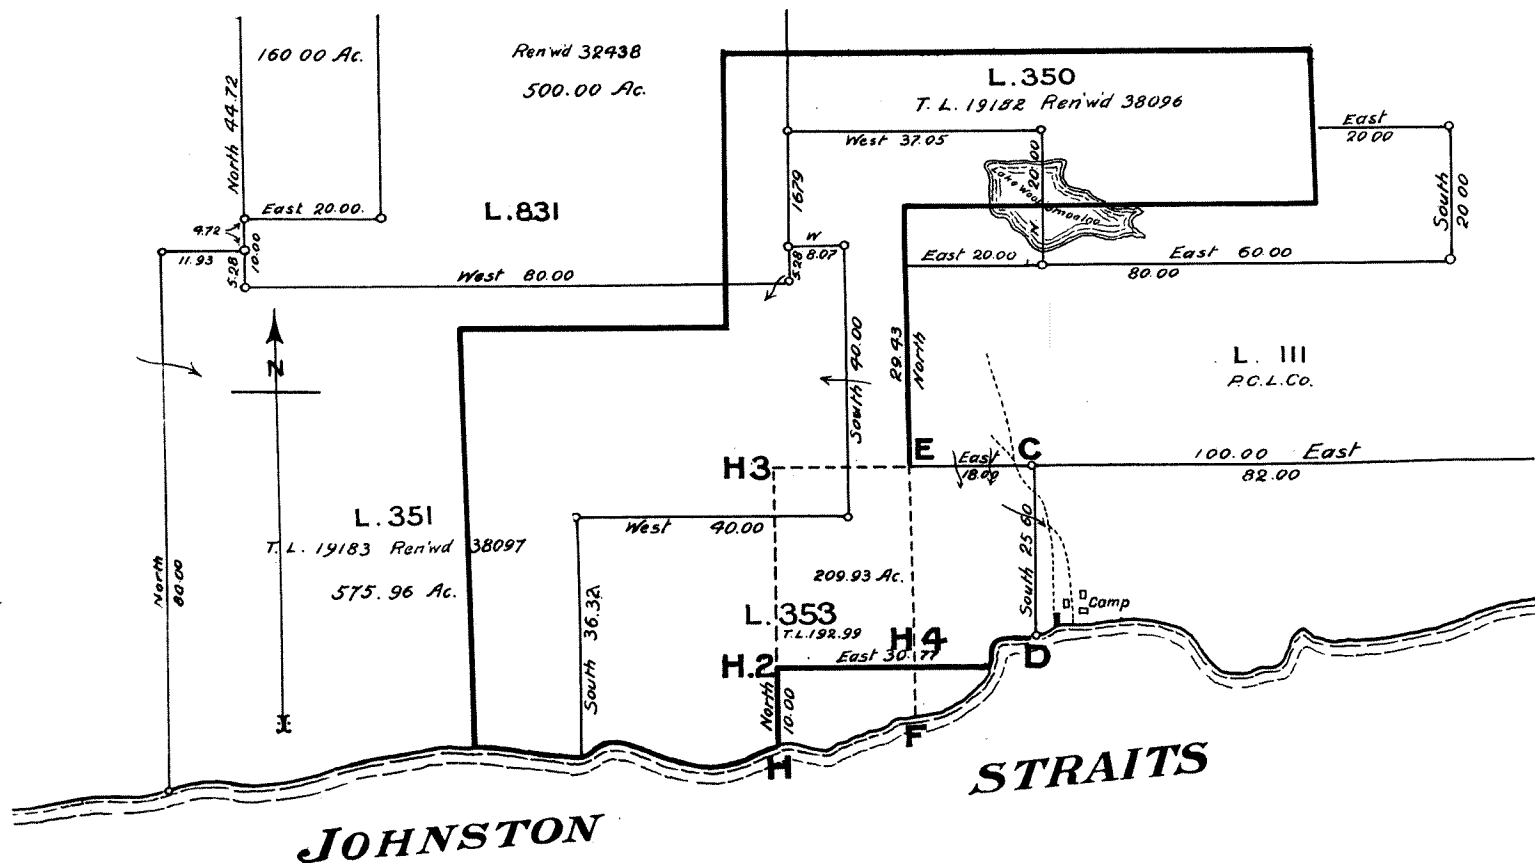 160 00 Ac.
Ren'wd 32438
500.00 Ac.
L.350
T. L. 19182 Ren'wd 38096
North 44.72
East
20.00
West 37.05
N. 20.00
1679
East 20.00.
L.831
South
20.00
4.72
10.00
5.28
11.93
W
8.07
5.28
West 80.00
East 20.00
East 60.00
80.00
N
South 40.00
29.43
North
L. 111
P.C.L.Co.
H3
E
East
18.00
C
100.00 East
82.00
L.351
T. L. 19183 Ren'wd 38097
575.96 Ac.
West 40.00
North
80.00
South 36.32
209.93 Ac.
South 25 60
L.353
T.L.192.99
Camp
H4
East 30.77
H.2
D
North
10.00
F
H
STRAITS
JOHNSTON